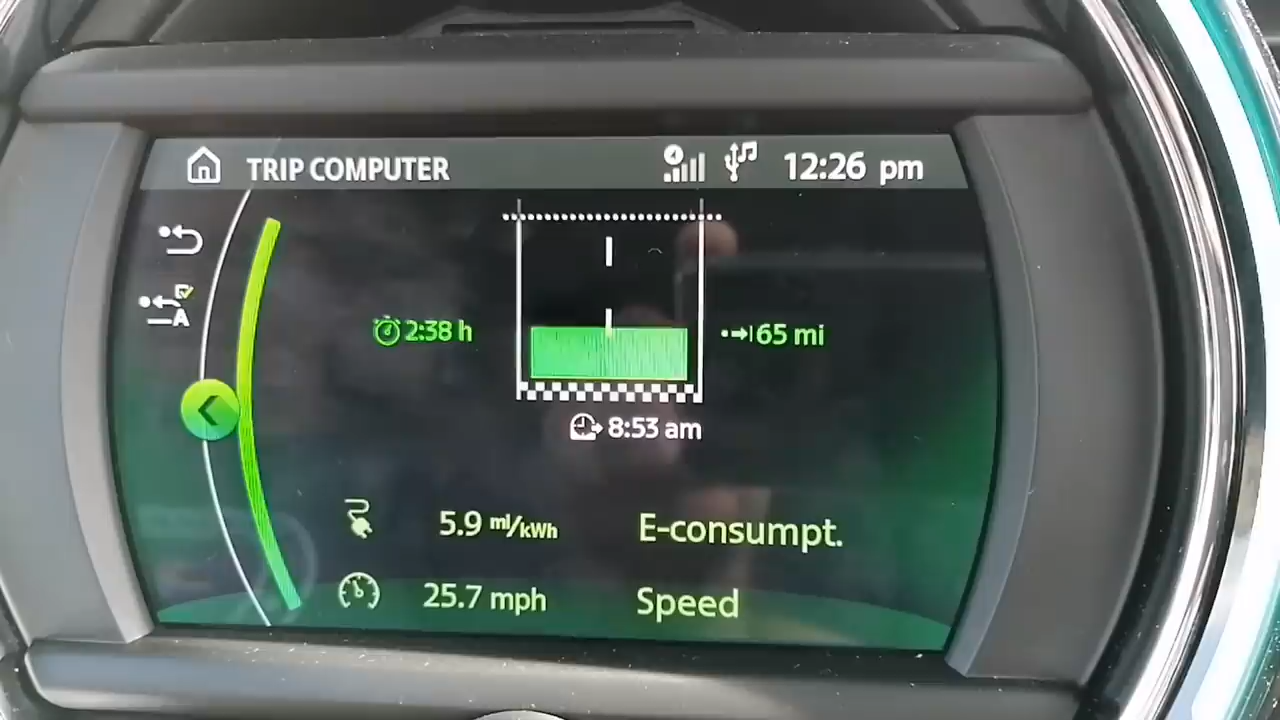 TRIP COMPUTER 12:26 pm
A
2:38 h 65 mi
8:53 am
5.9 mi/kWh E-consumpt.
25.7 mph Speed